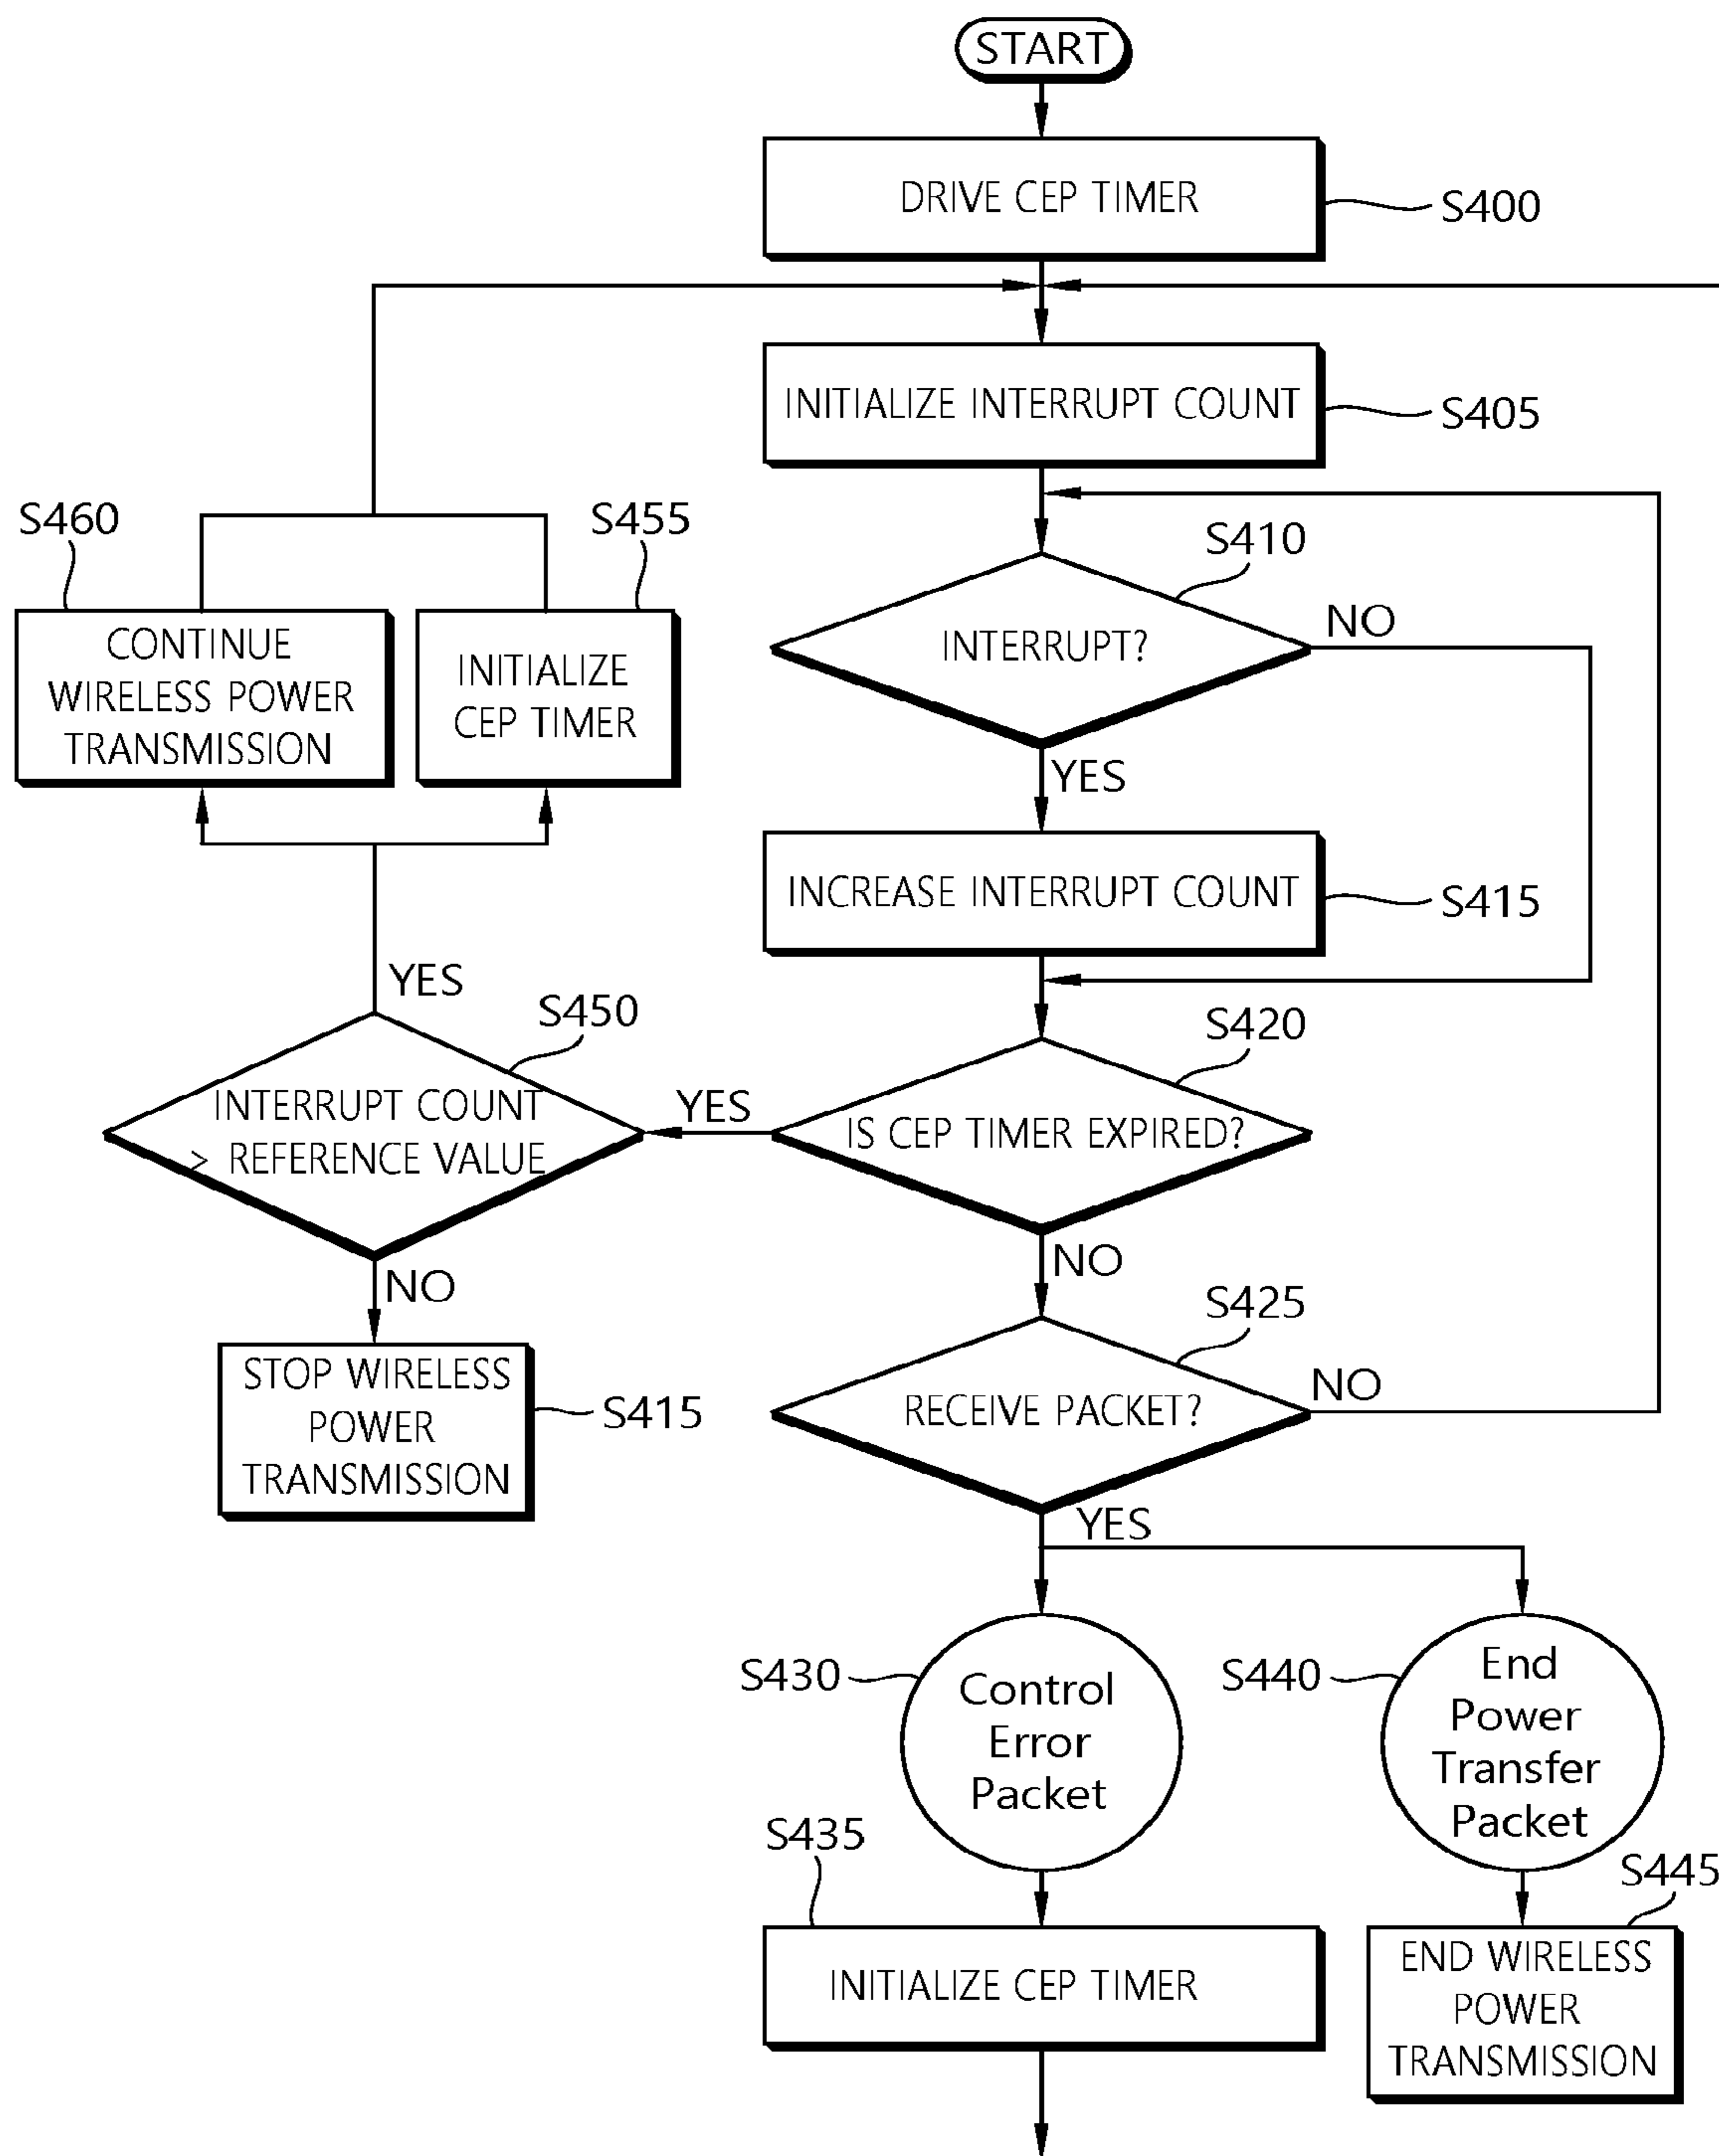 START
DRIVE CEP TIMER
S400
INITIALIZE INTERRUPT COUNT
S405
S460
S455
S410
CONTINUE
WIRELESS POWER
TRANSMISSION
INITIALIZE
CEP TIMER
INTERRUPT?
NO
YES
INCREASE INTERRUPT COUNT
S415
YES
S450
S420
INTERRUPT COUNT
> REFERENCE VALUE
YES
IS CEP TIMER EXPIRED?
NO
NO
S425
STOP WIRELESS
POWER
TRANSMISSION
S415
RECEIVE PACKET?
NO
YES
S430
Control
Error
Packet
S440
End
Power
Transfer
Packet
S435
S445
INITIALIZE CEP TIMER
END WIRELESS
POWER
TRANSMISSION